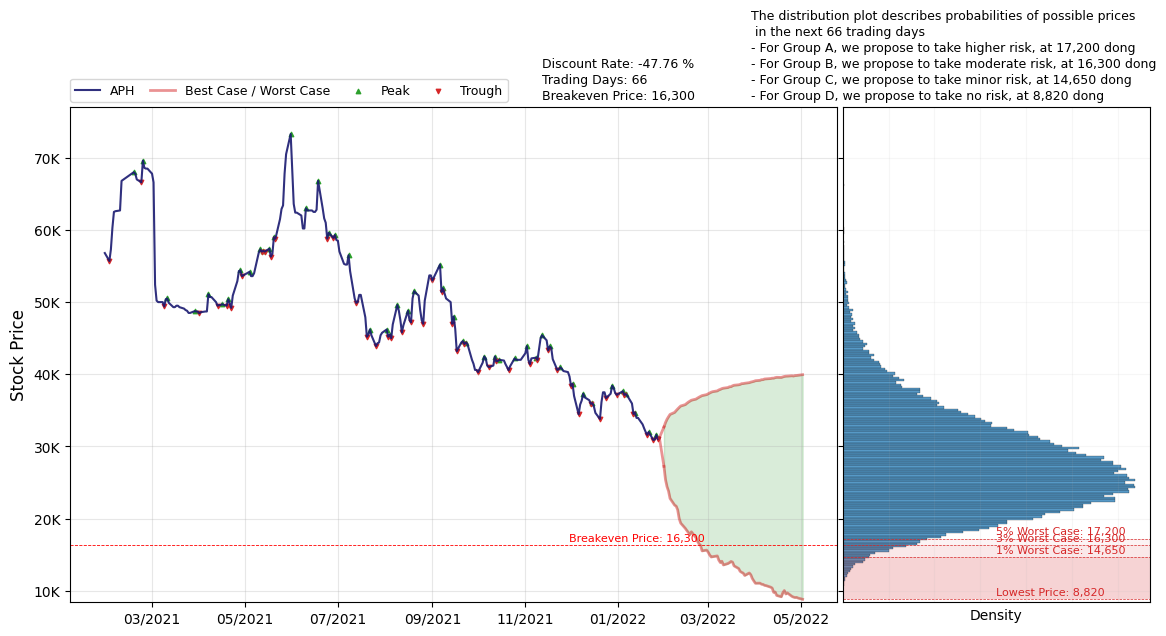 The distribution plot describes probabilities of possible prices
in the next 66 trading days
- For Group A, we propose to take higher risk, at 17,200 dong
- For Group B, we propose to take moderate risk, at 16,300 dong
- For Group C, we propose to take minor risk, at 14,650 dong
- For Group D, we propose to take no risk, at 8,820 dong
Discount Rate: -47.76 %
Trading Days: 66
Breakeven Price: 16,300
APH
Best Case / Worst Case
Peak
Trough
Stock Price
70K
60K
50K
40K
30K
20K
10K
Breakeven Price: 16,300
03/2021
05/2021
07/2021
09/2021
11/2021
01/2022
03/2022
05/2022
5% Worst Case: 17,200
3% Worst Case: 16,300
1% Worst Case: 14,650
Lowest Price: 8,820
Density